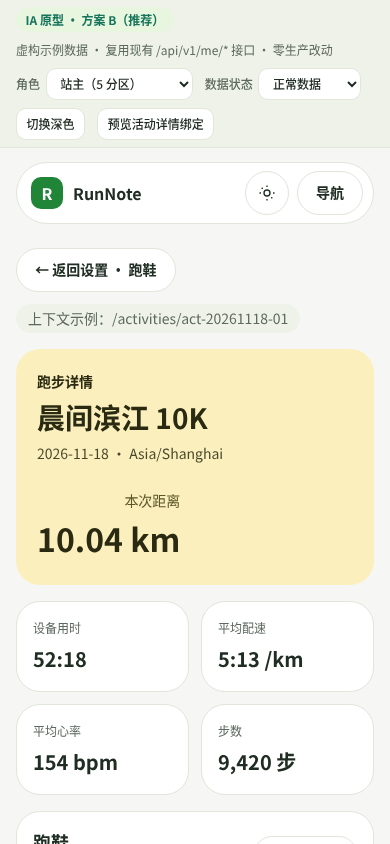 IA 原型 · 方案 B（推荐）
虚构示例数据 · 复用现有 /api/v1/me/* 接口 · 零生产改动
角色 站主（5 分区） 数据状态 正常数据
切换深色 预览活动详情绑定
R RunNote 导航
← 返回设置 · 跑鞋
上下文示例：/activities/act-20261118-01
跑步详情
晨间滨江 10K
2026-11-18 · Asia/Shanghai
本次距离
10.04 km
设备用时 平均配速
52:18 5:13 /km
平均心率 步数
154 bpm 9,420 步
跑鞋